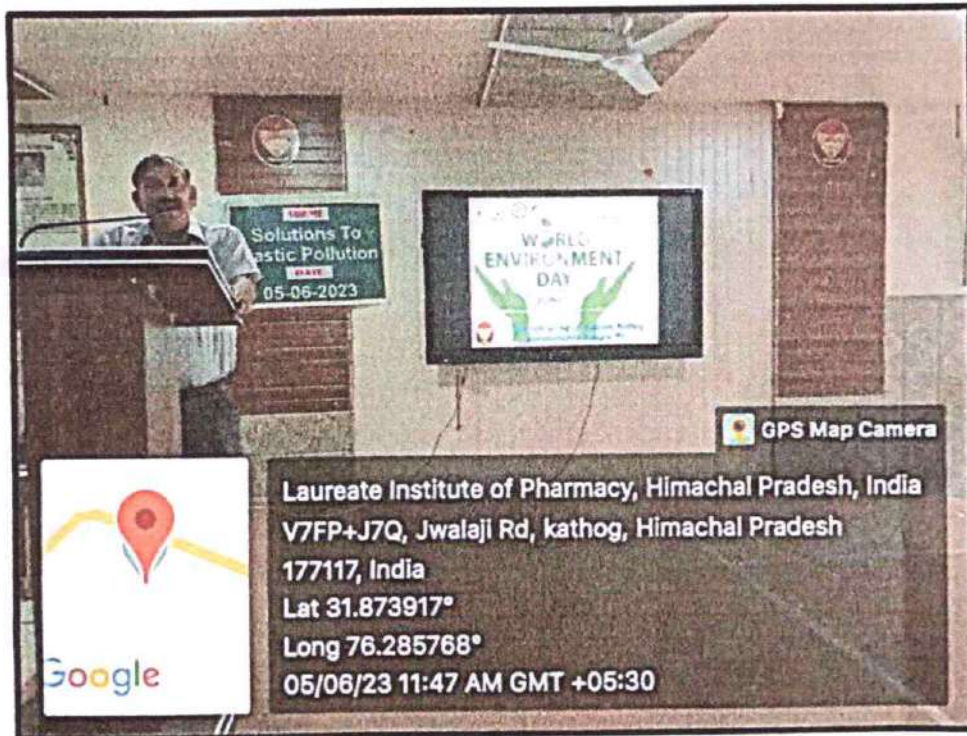 THEME
Solutions To
astic Pollution
DATE
05-06-2023
WORLD
ENVIRONMENT
DAY
GPS Map Camera
Laureate Institute of Pharmacy, Himachal Pradesh, India
V7FP+J7Q, Jwalaji Rd, kathog, Himachal Pradesh
177117, India
Lat 31.873917°
Long 76.285768°
05/06/23 11:47 AM GMT +05:30
Google